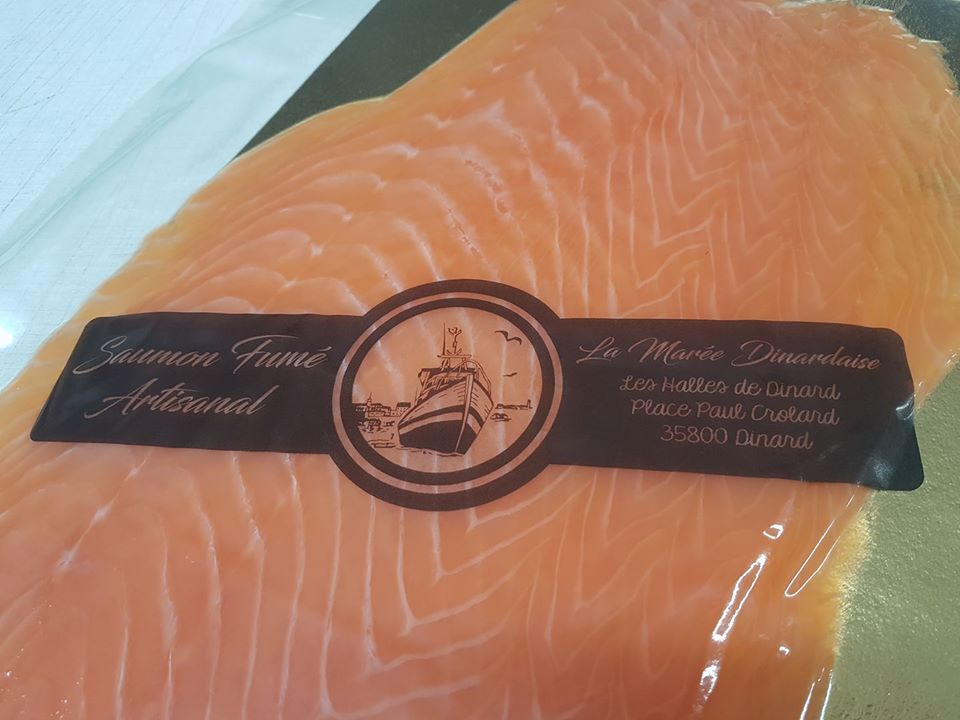 Saumon Fumé
Artisanal
La Marée Dinardaise
Les Halles de Dinard
Place Paul Crolard
35800 Dinard